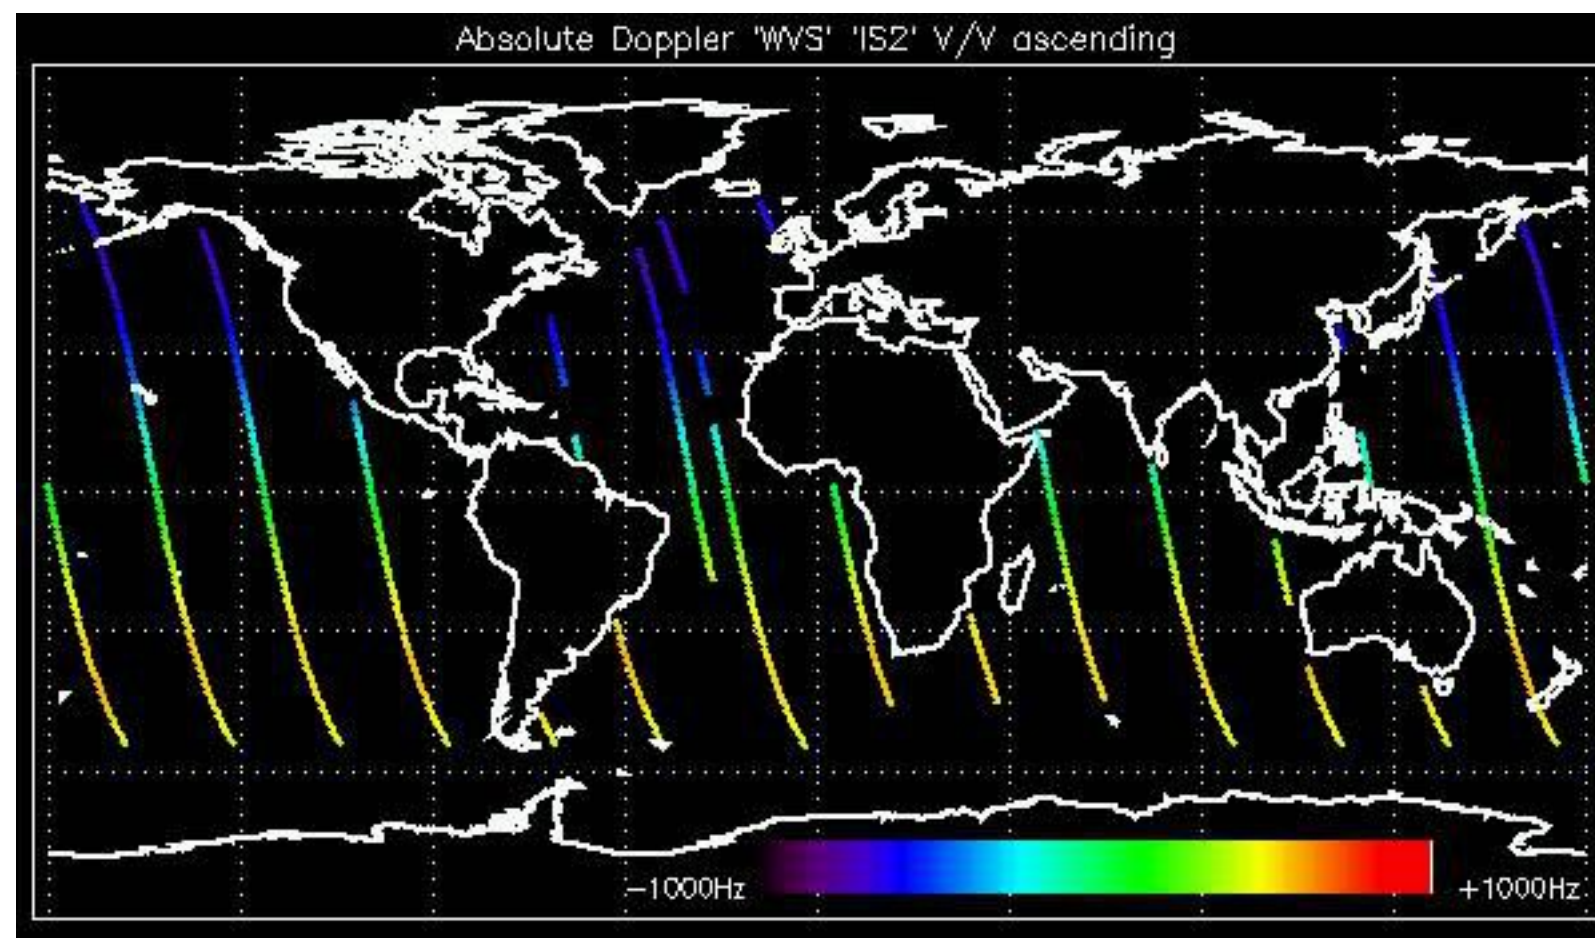 Absolute Doppler 'WVS' 'IS2' V/V ascending
-1000Hz +1000Hz